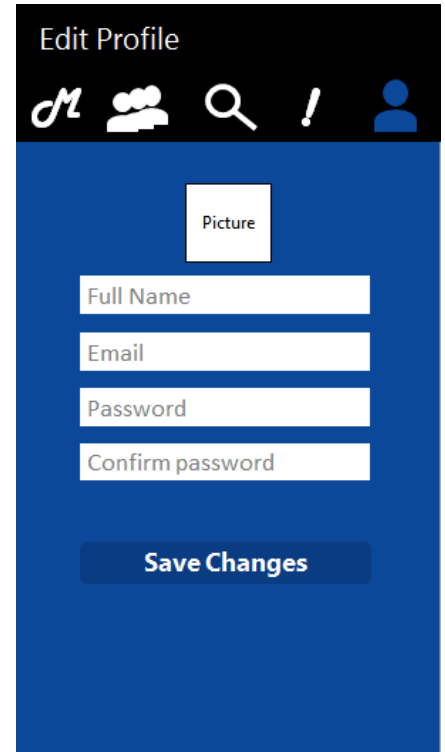 Edit Profile
M
!
Picture
Full Name
Email
Password
Confirm password
Save Changes